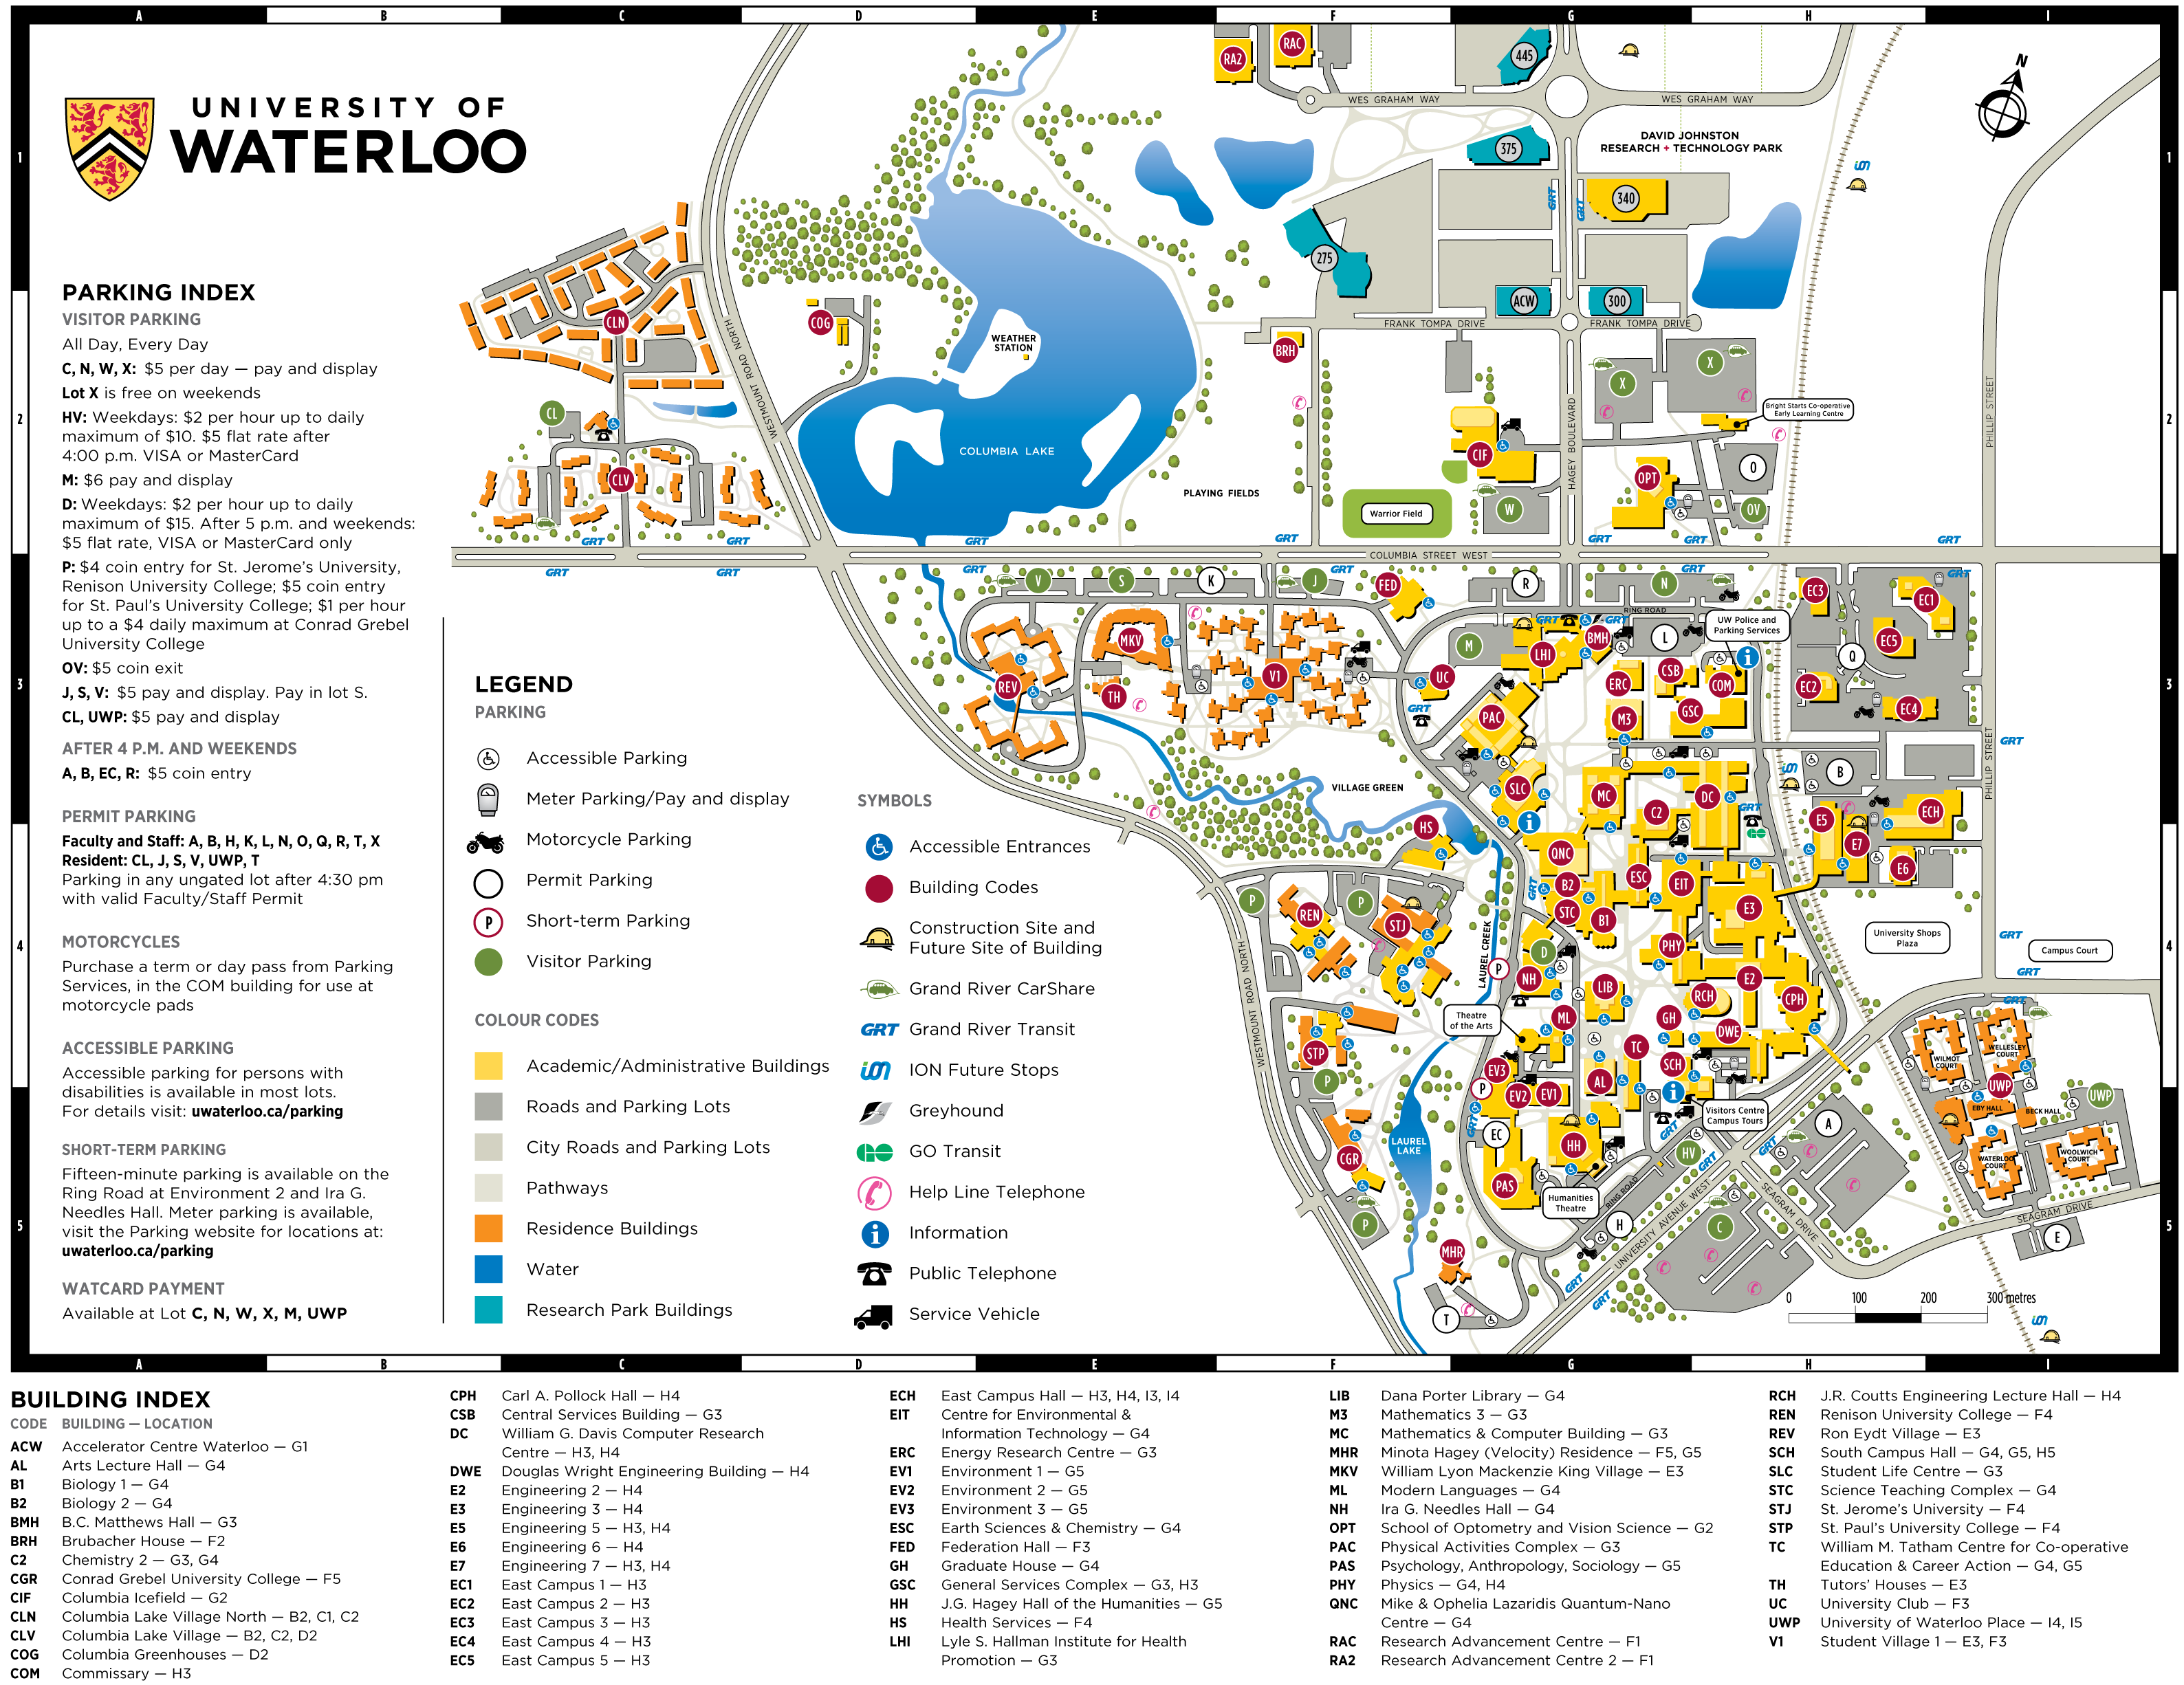 A B C D E F G H I
UNIVERSITY OF
WATERLOO
PARKING INDEX
VISITOR PARKING
All Day, Every Day
C, N, W, X: $5 per day — pay and display
Lot X is free on weekends
HV: Weekdays: $2 per hour up to daily
maximum of $10. $5 flat rate after
4:00 p.m. VISA or MasterCard
M: $6 pay and display
D: Weekdays: $2 per hour up to daily
maximum of $15. After 5 p.m. and weekends:
$5 flat rate, VISA or MasterCard only
P: $4 coin entry for St. Jerome's University,
Renison University College; $5 coin entry
for St. Paul's University College; $1 per hour
up to a $4 daily maximum at Conrad Grebel
University College
OV: $5 coin exit
J, S, V: $5 pay and display. Pay in lot S.
CL, UWP: $5 pay and display
AFTER 4 P.M. AND WEEKENDS
A, B, EC, R: $5 coin entry
PERMIT PARKING
Faculty and Staff: A, B, H, K, L, N, O, Q, R, T, X
Resident: CL, J, S, V, UWP, T
Parking in any ungated lot after 4:30 pm
with valid Faculty/Staff Permit
MOTORCYCLES
Purchase a term or day pass from Parking
Services, in the COM building for use at
motorcycle pads
ACCESSIBLE PARKING
Accessible parking for persons with
disabilities is available in most lots.
For details visit: uwaterloo.ca/parking
SHORT-TERM PARKING
Fifteen-minute parking is available on the
Ring Road at Environment 2 and Ira G.
Needles Hall. Meter parking is available,
visit the Parking website for locations at:
uwaterloo.ca/parking
WATCARD PAYMENT
Available at Lot C, N, W, X, M, UWP
LEGEND
PARKING
Accessible Parking
Meter Parking/Pay and display
Motorcycle Parking
Permit Parking
P Short-term Parking
Visitor Parking
COLOUR CODES
Academic/Administrative Buildings
Roads and Parking Lots
City Roads and Parking Lots
Pathways
Residence Buildings
Water
Research Park Buildings
SYMBOLS
Accessible Entrances
Building Codes
Construction Site and
Future Site of Building
Grand River CarShare
GRT Grand River Transit
ION Future Stops
Greyhound
GO Transit
Help Line Telephone
i Information
Public Telephone
Service Vehicle
RA2
RAC
445
WES GRAHAM WAY
WES GRAHAM WAY
N
DAVID JOHNSTON
RESEARCH + TECHNOLOGY PARK
375
340
275
ACW
300
FRANK TOMPA DRIVE
FRANK TOMPA DRIVE
CLN
COG
WEATHER
STATION
BRH
X
X
Bright Starts Co-operative
Early Learning Centre
CL
CLV
WESTMOUNT ROAD NORTH
COLUMBIA LAKE
PLAYING FIELDS
CIF
HAGEY BOULEVARD
OPT
O
OV
W
Warrior Field
PHILLIP STREET
COLUMBIA STREET WEST
GRT
V
S
K
J
FED
R
N
RING ROAD
UW Police and
Parking Services
EC3
EC1
EC5
Q
EC2
EC4
MKV
REV
TH
V1
M
UC
LHI
BMH
L
ERC
CSB
COM
PAC
M3
GSC
PHILLIP STREET
VILLAGE GREEN
SLC
MC
C2
DC
B
ECH
E5
E7
E6
HS
QNC
B2
ESC
EIT
STC
B1
E3
P
REN
P
STJ
LAUREL CREEK
D
P
NH
PHY
LIB
E2
RCH
CPH
University Shops
Plaza
Campus Court
WESTMOUNT ROAD NORTH
Theatre
of the Arts
ML
GH
DWE
TC
STP
P
EV3
P
EV2
EV1
AL
SCH
Visitors Centre
Campus Tours
WILMOT
COURT
WELLESLEY
COURT
UWP
UWP
EBY HALL
BECK HALL
WATERLOO
COURT
WOOLWICH
COURT
A
EC
HH
HV
LAUREL
LAKE
CGR
PAS
Humanities
Theatre
RING ROAD
H
UNIVERSITY AVENUE WEST
SEAGRAM DRIVE
SEAGRAM DRIVE
C
E
P
MHR
T
0 100 200 300 metres
1 2 3 4 5
1 2 3 4 5
A B C D E F G H I
BUILDING INDEX
CODE BUILDING — LOCATION
ACW Accelerator Centre Waterloo — G1
AL Arts Lecture Hall — G4
B1 Biology 1 — G4
B2 Biology 2 — G4
BMH B.C. Matthews Hall — G3
BRH Brubacher House — F2
C2 Chemistry 2 — G3, G4
CGR Conrad Grebel University College — F5
CIF Columbia Icefield — G2
CLN Columbia Lake Village North — B2, C1, C2
CLV Columbia Lake Village — B2, C2, D2
COG Columbia Greenhouses — D2
COM Commissary — H3
CPH Carl A. Pollock Hall — H4
CSB Central Services Building — G3
DC William G. Davis Computer Research
Centre — H3, H4
DWE Douglas Wright Engineering Building — H4
E2 Engineering 2 — H4
E3 Engineering 3 — H4
E5 Engineering 5 — H3, H4
E6 Engineering 6 — H4
E7 Engineering 7 — H3, H4
EC1 East Campus 1 — H3
EC2 East Campus 2 — H3
EC3 East Campus 3 — H3
EC4 East Campus 4 — H3
EC5 East Campus 5 — H3
ECH East Campus Hall — H3, H4, I3, I4
EIT Centre for Environmental &
Information Technology — G4
ERC Energy Research Centre — G3
EV1 Environment 1 — G5
EV2 Environment 2 — G5
EV3 Environment 3 — G5
ESC Earth Sciences & Chemistry — G4
FED Federation Hall — F3
GH Graduate House — G4
GSC General Services Complex — G3, H3
HH J.G. Hagey Hall of the Humanities — G5
HS Health Services — F4
LHI Lyle S. Hallman Institute for Health
Promotion — G3
LIB Dana Porter Library — G4
M3 Mathematics 3 — G3
MC Mathematics & Computer Building — G3
MHR Minota Hagey (Velocity) Residence — F5, G5
MKV William Lyon Mackenzie King Village — E3
ML Modern Languages — G4
NH Ira G. Needles Hall — G4
OPT School of Optometry and Vision Science — G2
PAC Physical Activities Complex — G3
PAS Psychology, Anthropology, Sociology — G5
PHY Physics — G4, H4
QNC Mike & Ophelia Lazaridis Quantum-Nano
Centre — G4
RAC Research Advancement Centre — F1
RA2 Research Advancement Centre 2 — F1
RCH J.R. Coutts Engineering Lecture Hall — H4
REN Renison University College — F4
REV Ron Eydt Village — E3
SCH South Campus Hall — G4, G5, H5
SLC Student Life Centre — G3
STC Science Teaching Complex — G4
STJ St. Jerome's University — F4
STP St. Paul's University College — F4
TC William M. Tatham Centre for Co-operative
Education & Career Action — G4, G5
TH Tutors' Houses — E3
UC University Club — F3
UWP University of Waterloo Place — I4, I5
V1 Student Village 1 — E3, F3